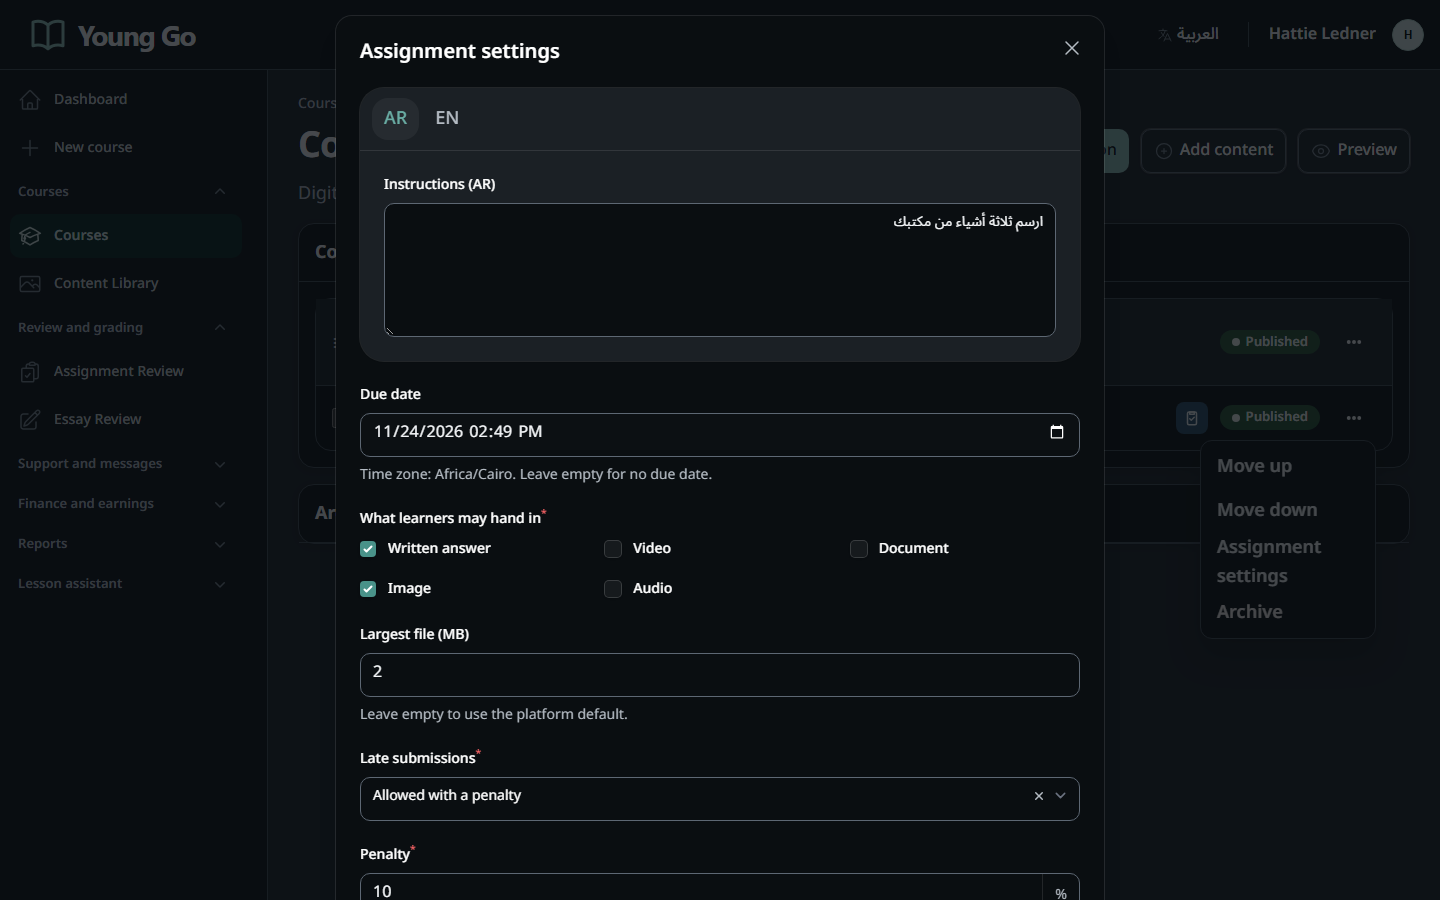 Young Go
العربية
Hattie Ledner
H
Dashboard
New course
Courses
Courses
Content Library
Review and grading
Assignment Review
Essay Review
Support and messages
Finance and earnings
Reports
Lesson assistant
Add content
Preview
Published
Published
Move up
Move down
Assignment
settings
Archive
Assignment settings
AR
EN
Instructions (AR)
ارسم ثلاثة أشياء من مكتبك
Due date
11/24/2026 02:49 PM
Time zone: Africa/Cairo. Leave empty for no due date.
What learners may hand in*
Written answer
Video
Document
Image
Audio
Largest file (MB)
2
Leave empty to use the platform default.
Late submissions*
Allowed with a penalty
Penalty*
10
%